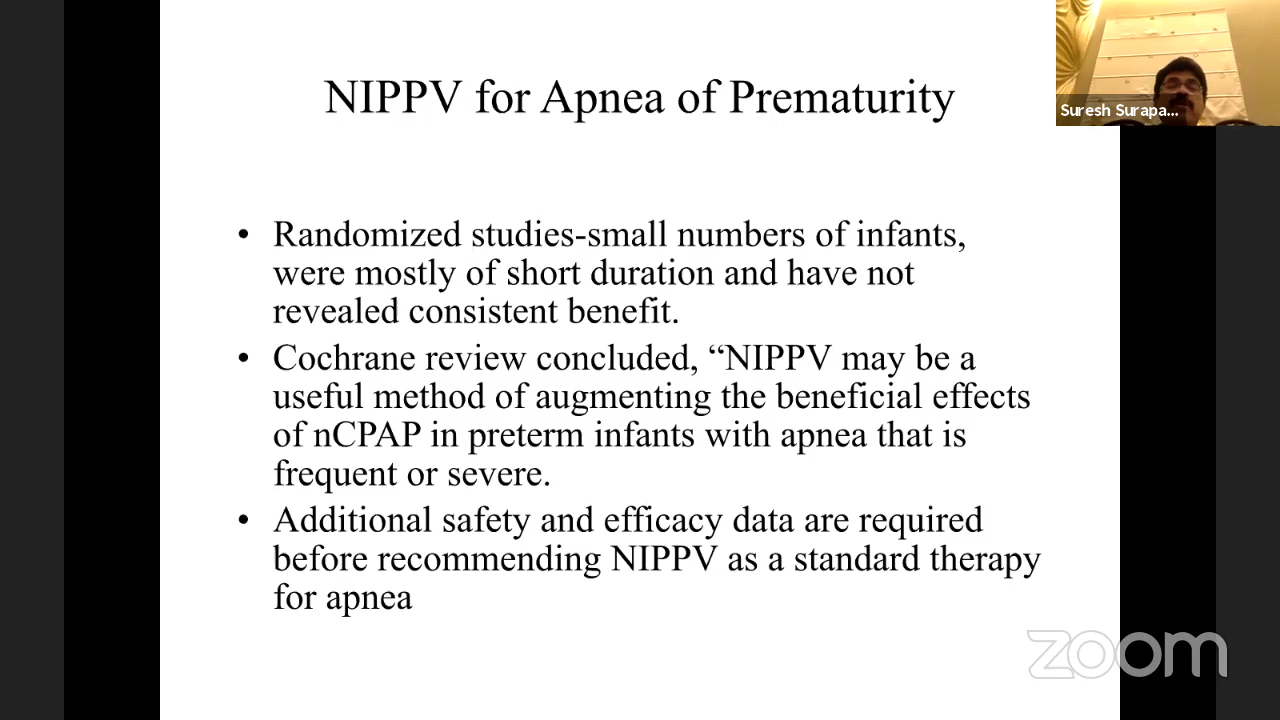 NIPPV for Apnea of Prematurity
Suresh Surapa...
• Randomized studies-small numbers of infants,
were mostly of short duration and have not
revealed consistent benefit.
• Cochrane review concluded, “NIPPV may be a
useful method of augmenting the beneficial effects
of nCPAP in preterm infants with apnea that is
frequent or severe.
• Additional safety and efficacy data are required
before recommending NIPPV as a standard therapy
for apnea
zoom